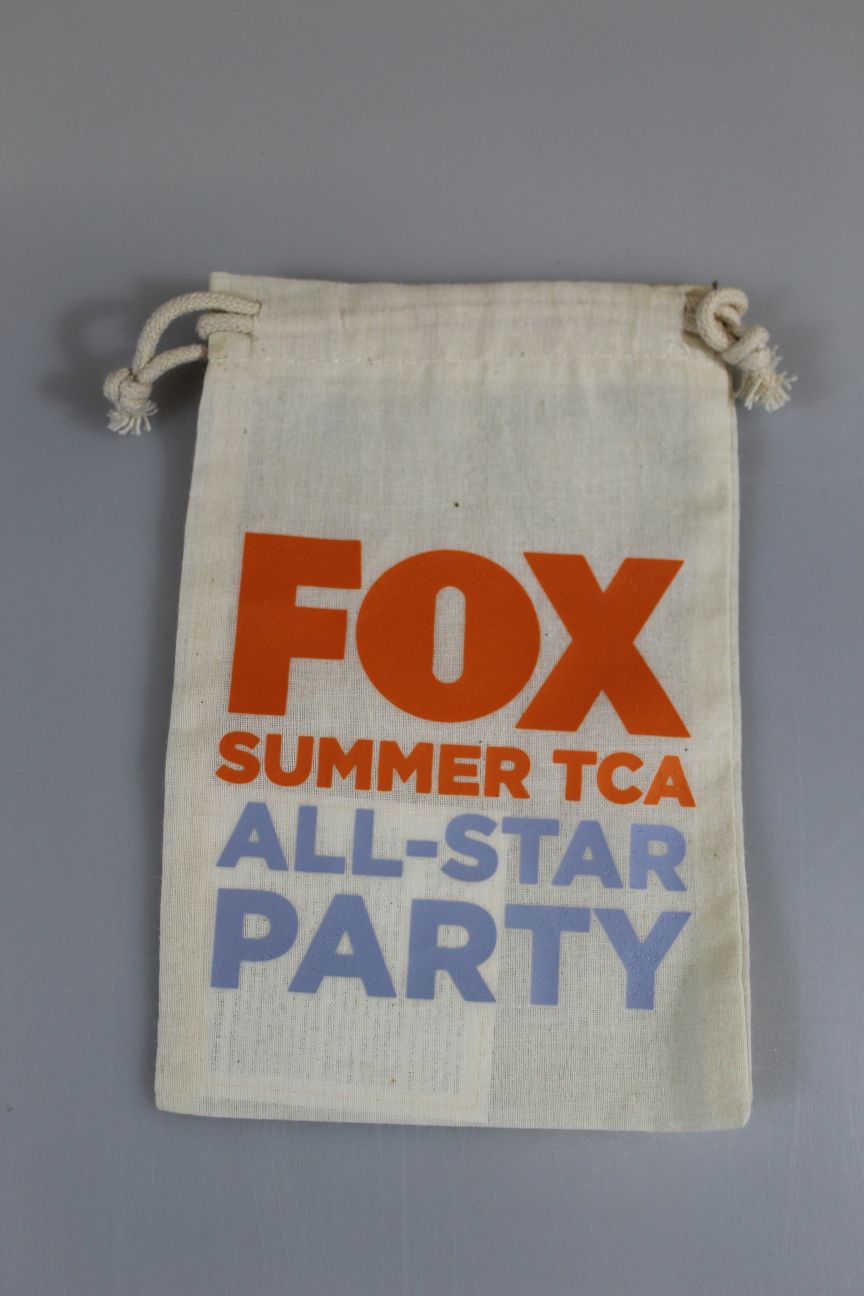 FOX
SUMMER TCA
ALL-STAR
PARTY